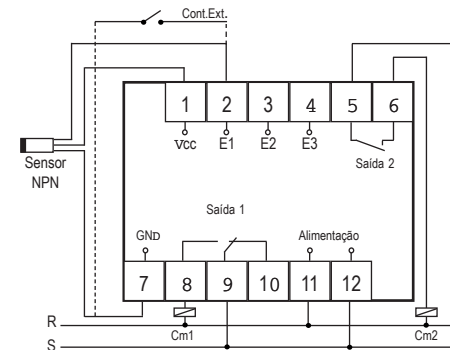 Cont.Ext.
1 2 3 4 5 6
Vcc E1 E2 E3
Saída 2
Sensor
NPN
Saída 1
GND Alimentação
7 8 9 10 11 12
R
Cm1 Cm2
S